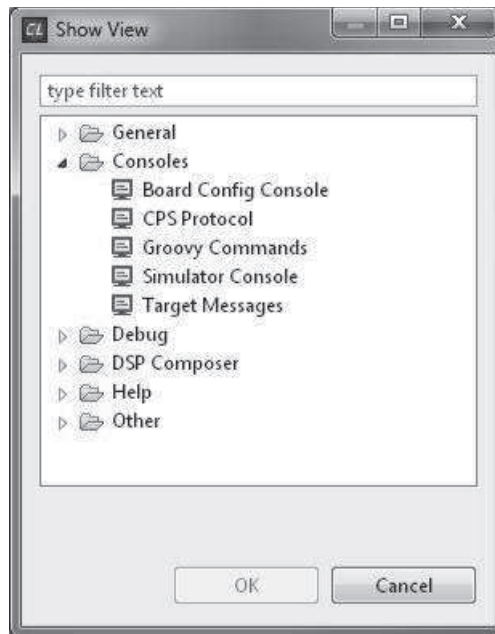 CL Show View
type filter text
General
Consoles
Board Config Console
CPS Protocol
Groovy Commands
Simulator Console
Target Messages
Debug
DSP Composer
Help
Other
OK Cancel